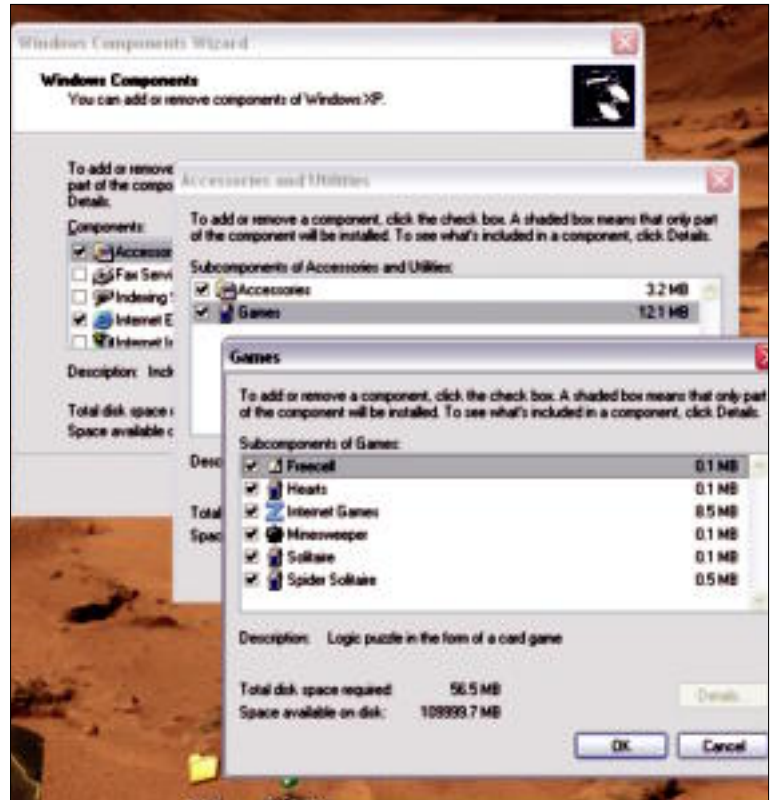 Windows Components Wizard
Windows Components
You can add or remove components of Windows XP.
To add or remove
part of the compo
Details.
Components:
Accessor
Fax Servi
Indexing
Internet E
Internet In
Description: Incl
Total disk space
Space available
Accessories and Utilities
To add or remove a component, click the check box. A shaded box means that only part
of the component will be installed. To see what's included in a component, click Details.
Subcomponents of Accessories and Utilities:
Accessories 3.2 MB
Games 12.1 MB
Desc
Total
Spac
Games
To add or remove a component, click the check box. A shaded box means that only part
of the component will be installed. To see what's included in a component, click Details.
Subcomponents of Games:
Freecell 0.1 MB
Hearts 0.1 MB
Internet Games 8.5 MB
Minesweeper 0.1 MB
Solitaire 0.1 MB
Spider Solitaire 0.5 MB
Description: Logic puzzle in the form of a card game
Total disk space required: 56.5 MB
Space available on disk: 109999.7 MB
Details...
OK
Cancel